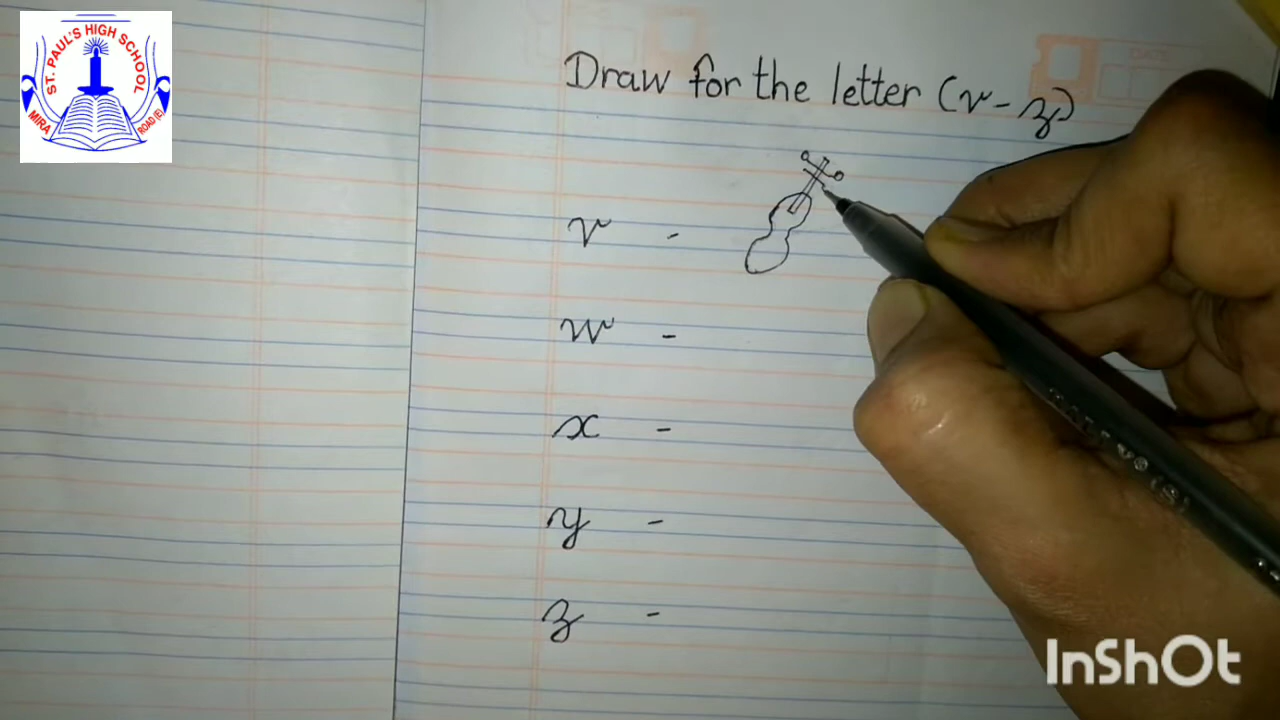 ST. PAUL'S HIGH SCHOOL
MIRA ROAD (E)
Draw for the letter (v - z)
v -
w -
x -
y -
z -
InShOt